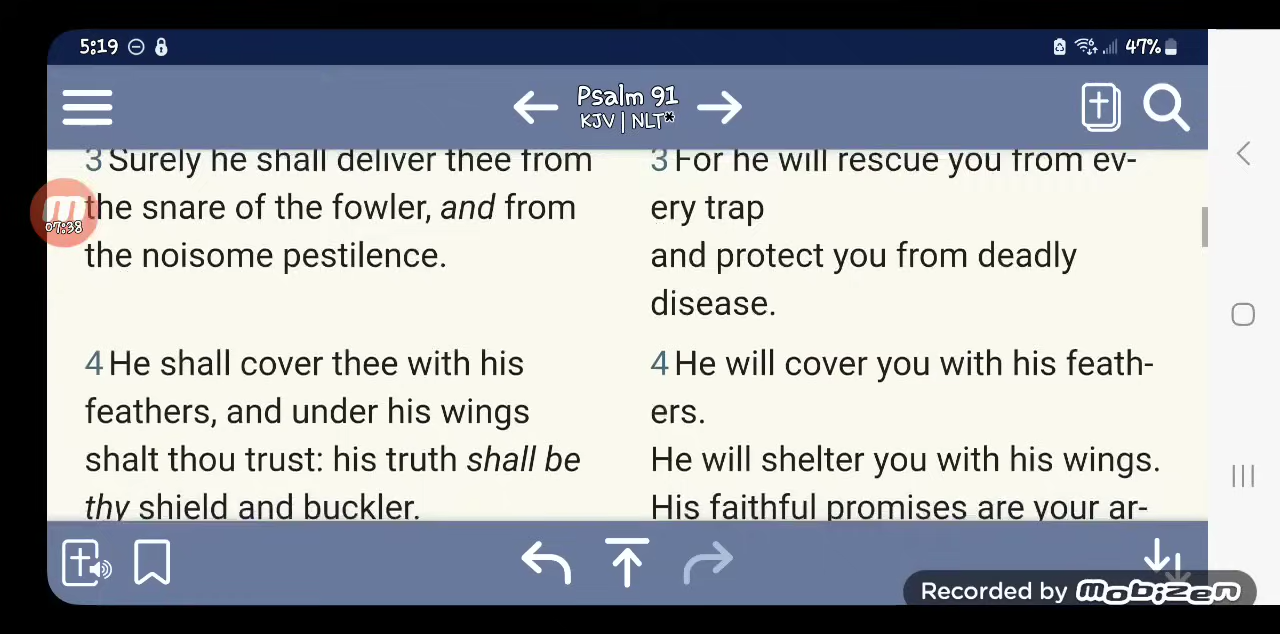 5:19
47%
Psalm 91
KJV | NLT*
07:38
3 Surely he shall deliver thee from
the snare of the fowler, and from
the noisome pestilence.
4 He shall cover thee with his
feathers, and under his wings
shalt thou trust: his truth shall be
thy shield and buckler.
3 For he will rescue you from ev-
ery trap
and protect you from deadly
disease.
4 He will cover you with his feath-
ers.
He will shelter you with his wings.
His faithful promises are your ar-
Recorded by MOBIZEN